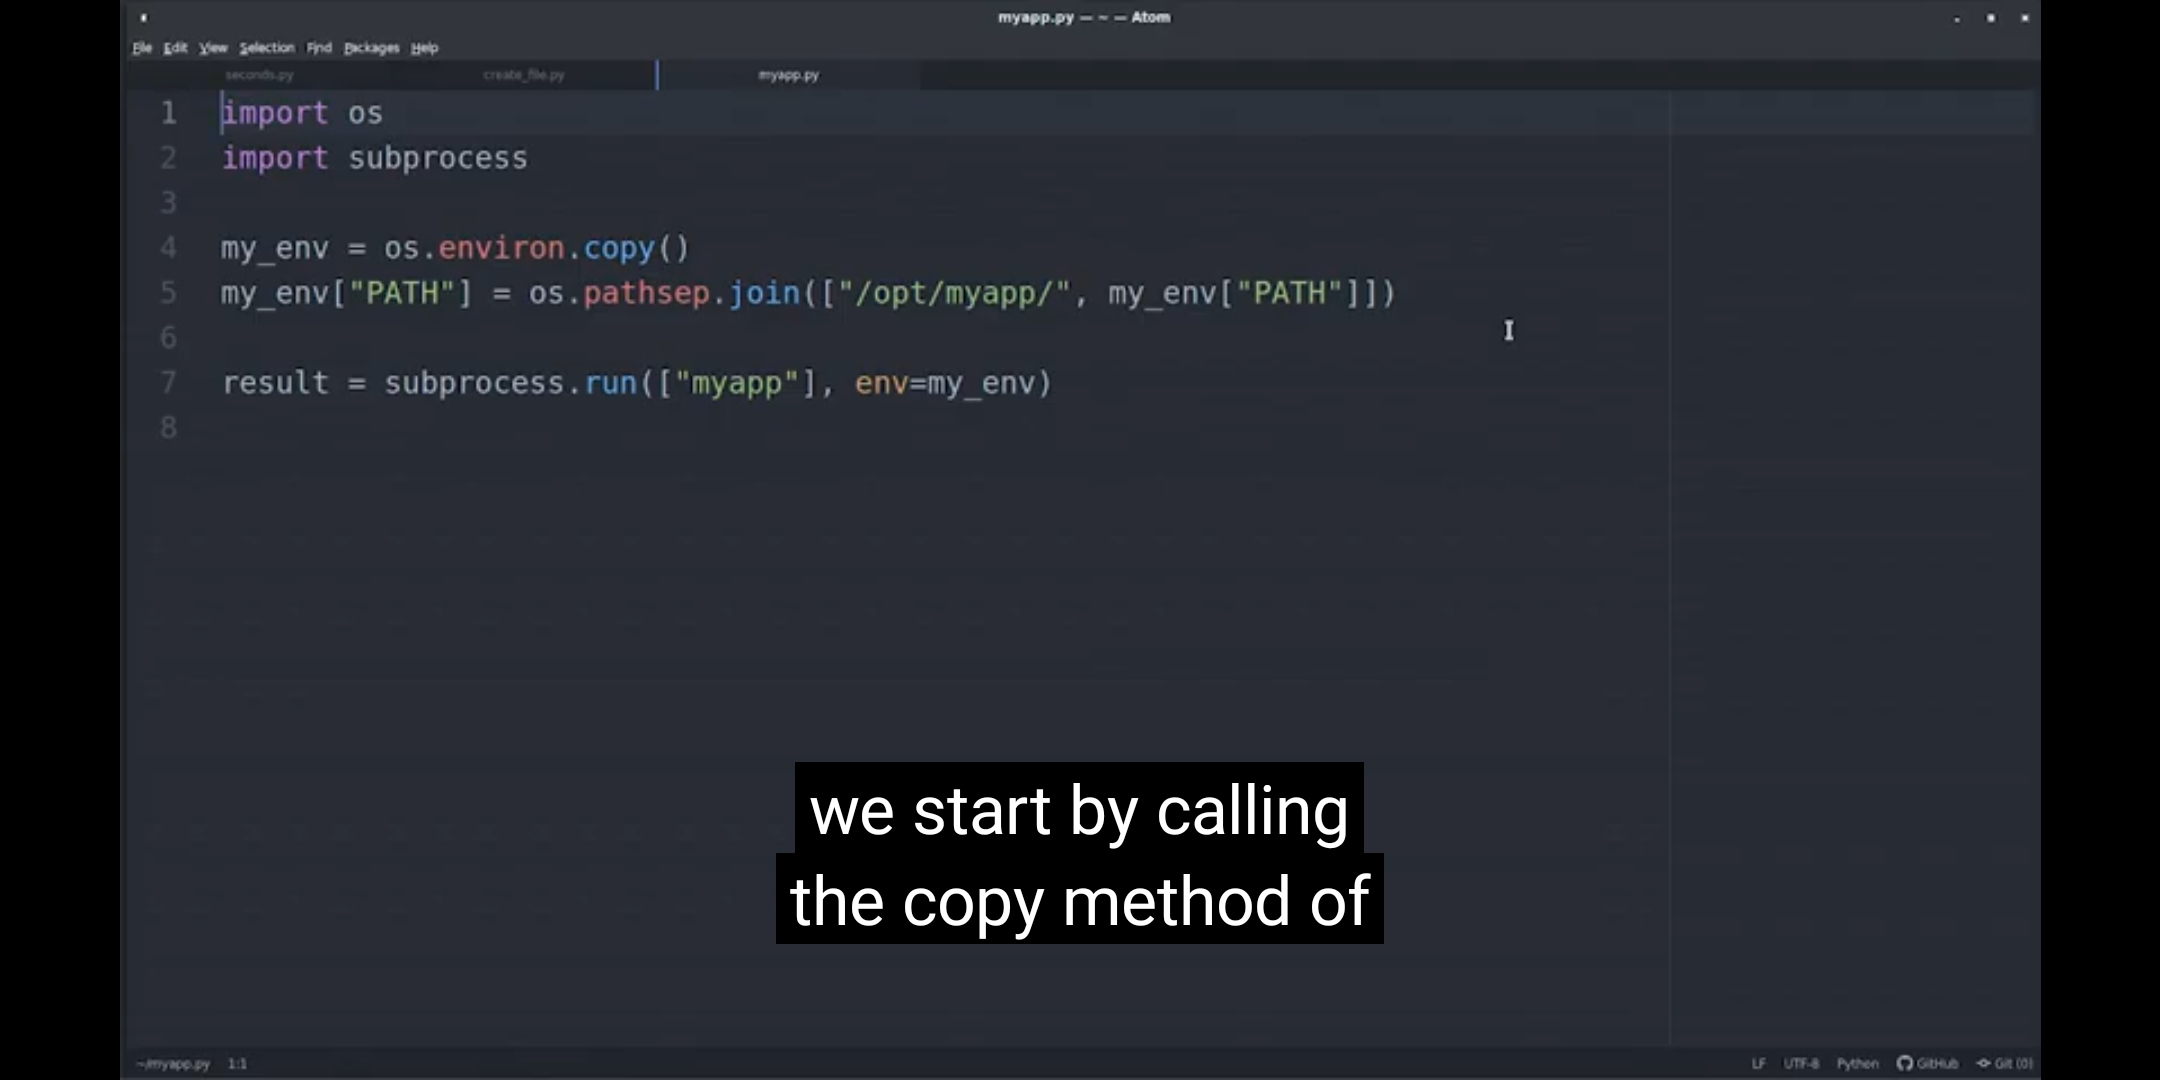 myapp.py — ~ — Atom
File Edit View Selection Find Packages Help
seconds.py create_file.py myapp.py
1 import os
2 import subprocess
3
4 my_env = os.environ.copy()
5 my_env["PATH"] = os.pathsep.join(["/opt/myapp/", my_env["PATH"]])
6
7 result = subprocess.run(["myapp"], env=my_env)
8
we start by calling
the copy method of
~/myapp.py 1:1 LF UTF-8 Python GitHub Git (0)